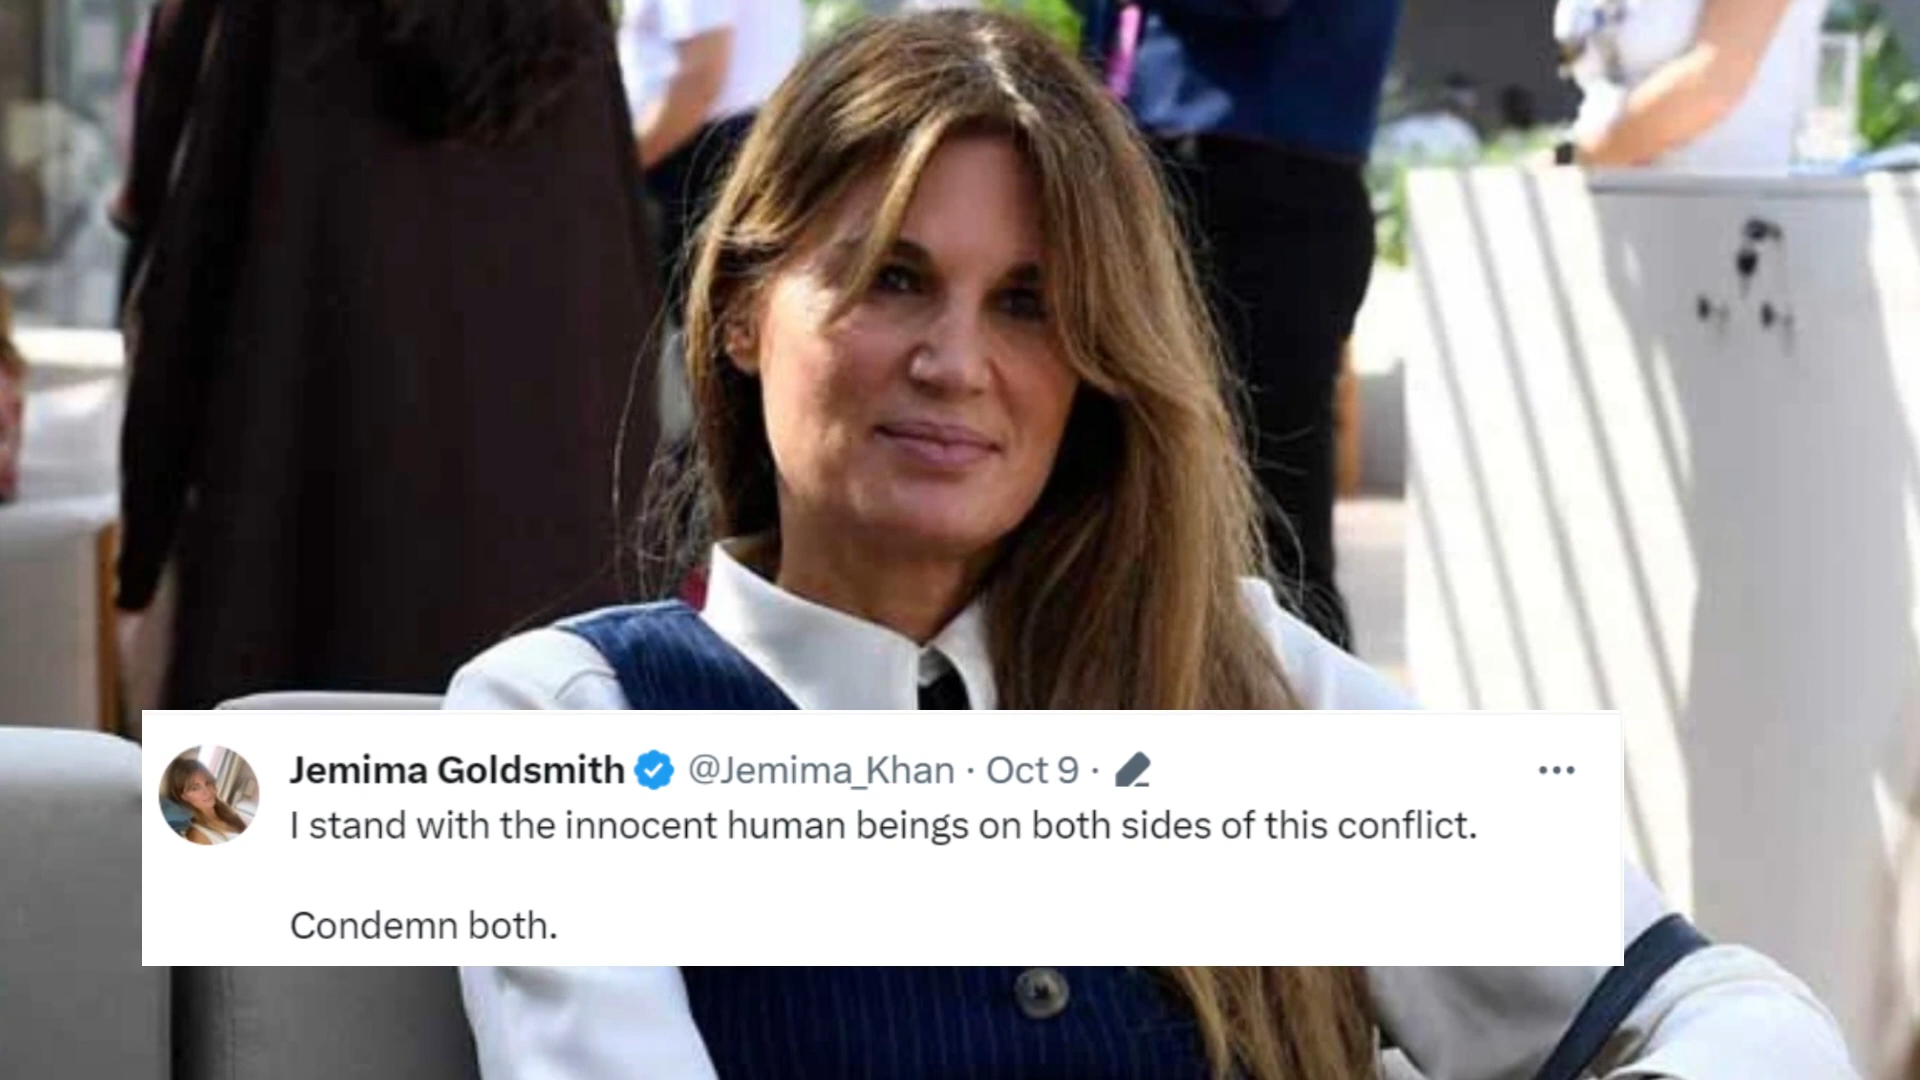 Jemima Goldsmith @Jemima_Khan · Oct 9 ·
I stand with the innocent human beings on both sides of this conflict.
Condemn both.